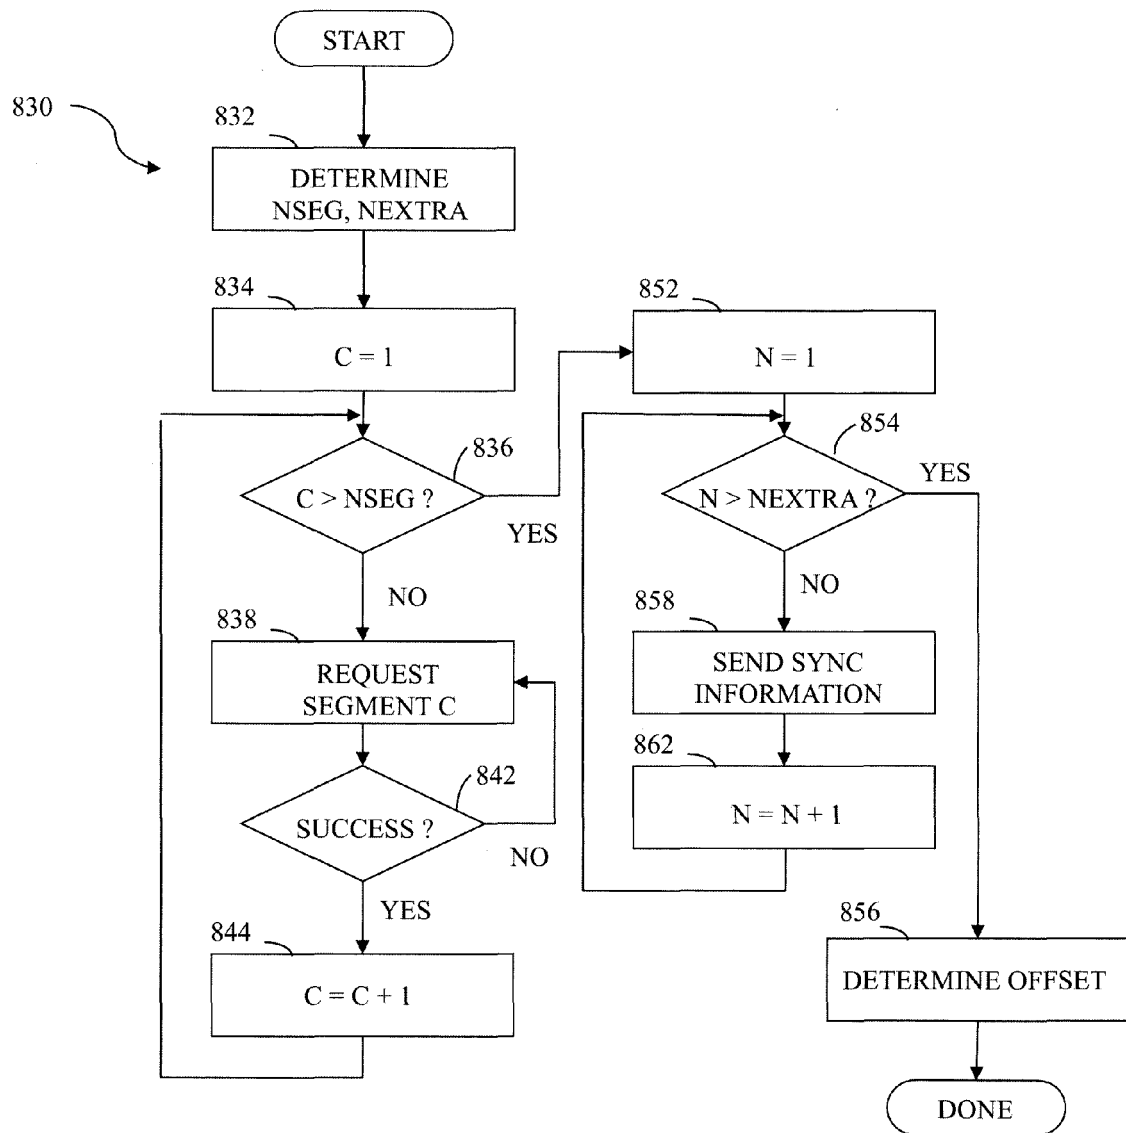 START
830
832
DETERMINE
NSEG, NEXTRA
834
C = 1
852
N = 1
836
C > NSEG ?
YES
NO
854
N > NEXTRA ?
YES
NO
838
REQUEST
SEGMENT C
858
SEND SYNC
INFORMATION
842
SUCCESS ?
NO
YES
862
N = N + 1
844
C = C + 1
856
DETERMINE OFFSET
DONE